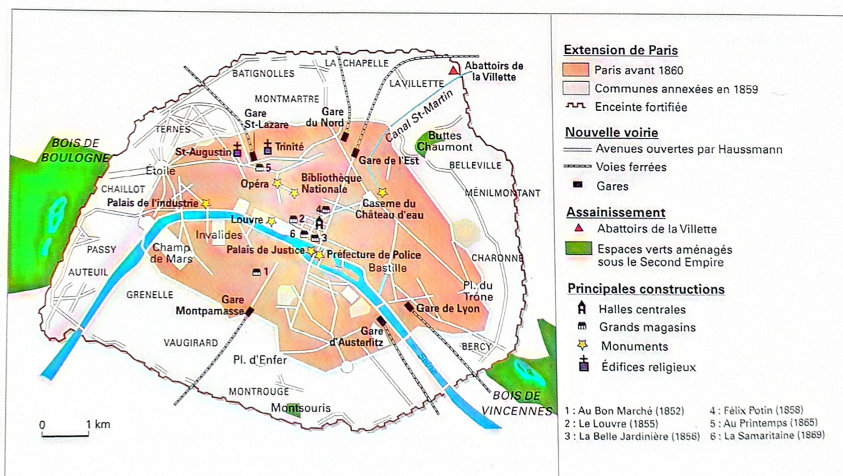 BATIGNOLLES
LA CHAPELLE
LAVILLETTE
Abattoirs de
la Villette
MONTMARTRE
Canal St-Martin
TERNES
Gare
St-Lazare
Gare
du Nord
St-Augustin
Trinité
5
Gare de l'Est
Buttes
Chaumont
BELLEVILLE
BOIS DE
BOULOGNE
Étoile
Opéra
Bibliothèque
Nationale
MÉNILMONTANT
CHAILLOT
Palais de l'industrie
Caserne du
Château d'eau
Louvre
2
4
6
3
Invalides
Palais de Justice
Préfecture de Police
Champ
de Mars
PASSY
Bastille
CHARONNE
AUTEUIL
1
GRENELLE
Pl. du
Trône
Gare
Montparnasse
Gare de Lyon
Gare
d'Austerlitz
VAUGIRARD
Pl. d'Enfer
Seine
BERCY
MONTROUGE
Montsouris
BOIS DE
VINCENNES
0 1 km
Extension de Paris
Paris avant 1860
Communes annexées en 1859
Enceinte fortifiée
Nouvelle voirie
Avenues ouvertes par Haussmann
Voies ferrées
Gares
Assainissement
Abattoirs de la Villette
Espaces verts aménagés
sous le Second Empire
Principales constructions
Halles centrales
Grands magasins
Monuments
Édifices religieux
1 : Au Bon Marché (1852)
2 : Le Louvre (1855)
3 : La Belle Jardinière (1856)
4 : Félix Potin (1858)
5 : Au Printemps (1865)
6 : La Samaritaine (1869)